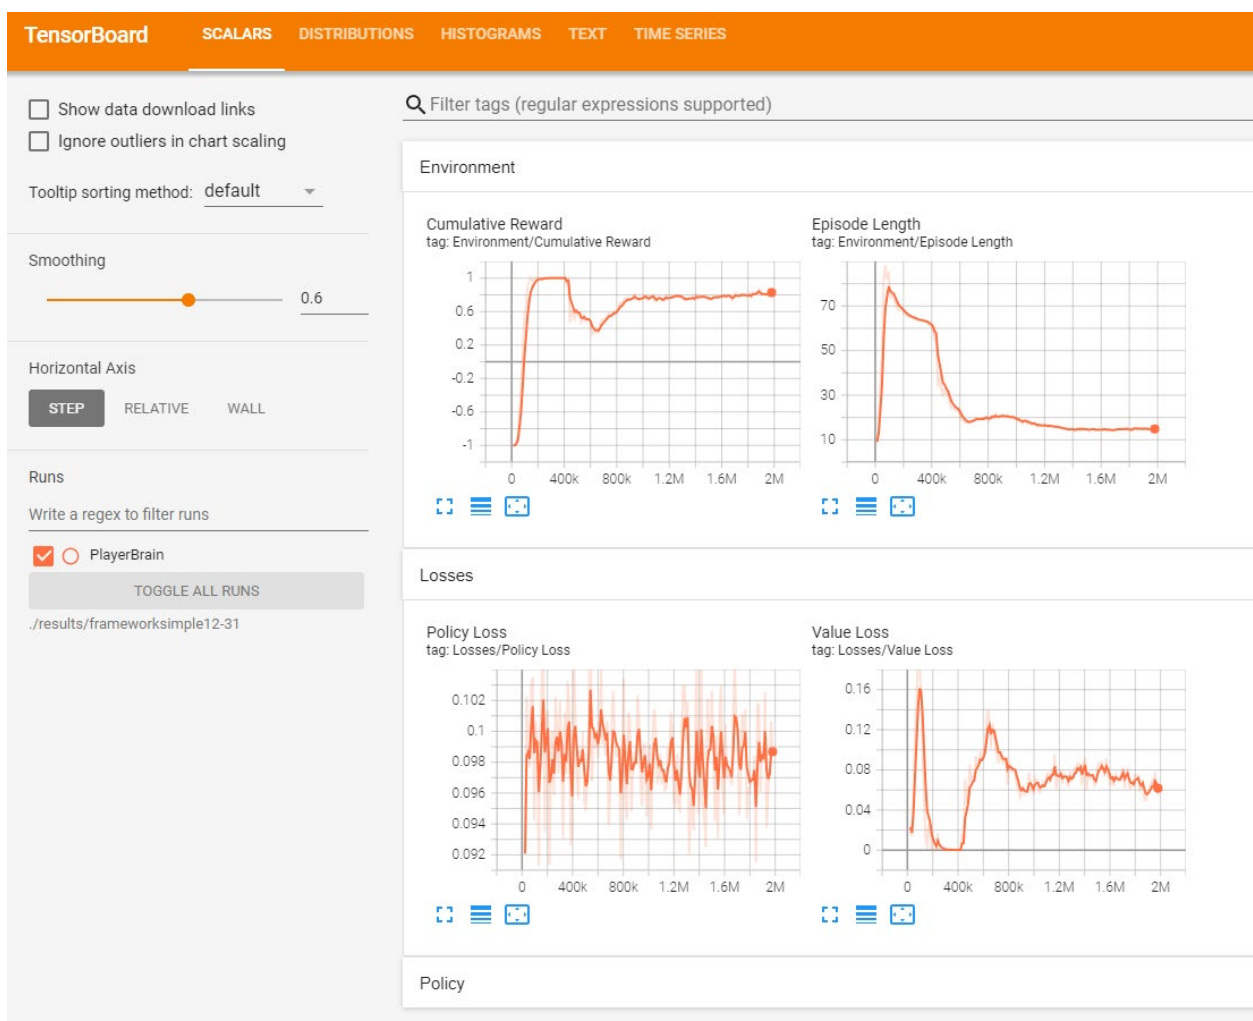 TensorBoard SCALARS DISTRIBUTIONS HISTOGRAMS TEXT TIME SERIES
Show data download links
Ignore outliers in chart scaling
Tooltip sorting method: default
Smoothing
0.6
Horizontal Axis
STEP RELATIVE WALL
Runs
Write a regex to filter runs
PlayerBrain
TOGGLE ALL RUNS
./results/frameworksimple12-31
Filter tags (regular expressions supported)
Environment
Cumulative Reward
tag: Environment/Cumulative Reward
1
0.6
0.2
-0.2
-0.6
-1
0 400k 800k 1.2M 1.6M 2M
Episode Length
tag: Environment/Episode Length
70
50
30
10
0 400k 800k 1.2M 1.6M 2M
Losses
Policy Loss
tag: Losses/Policy Loss
0.102
0.1
0.098
0.096
0.094
0.092
0 400k 800k 1.2M 1.6M 2M
Value Loss
tag: Losses/Value Loss
0.16
0.12
0.08
0.04
0
0 400k 800k 1.2M 1.6M 2M
Policy